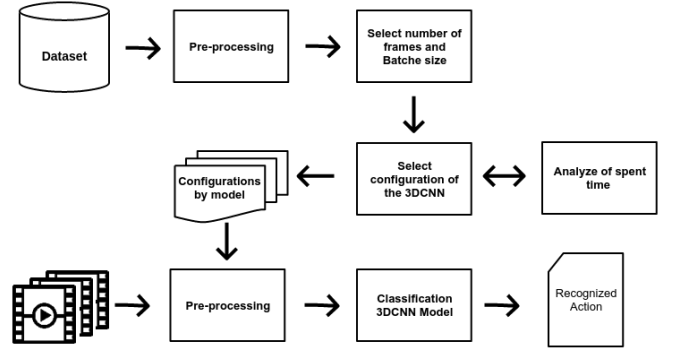 Dataset
Pre-processing
Select number of
frames and
Batche size
Configurations
by model
Select
configuration of
the 3DCNN
Analyze of spent
time
Pre-processing
Classification
3DCNN Model
Recognized
Action